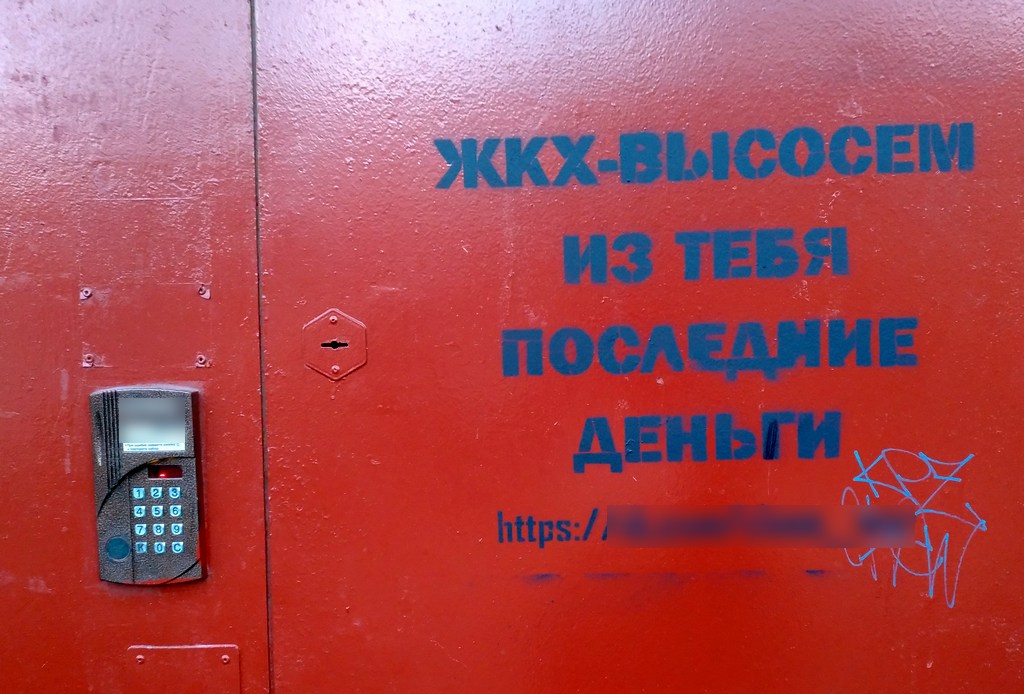 ЖКХ-ВЫСОСЕМ
ИЗ ТЕБЯ
ПОСЛЕДНИЕ
ДЕНЬГИ
https://
1 2 3
4 5 6
7 8 9
К 0 С